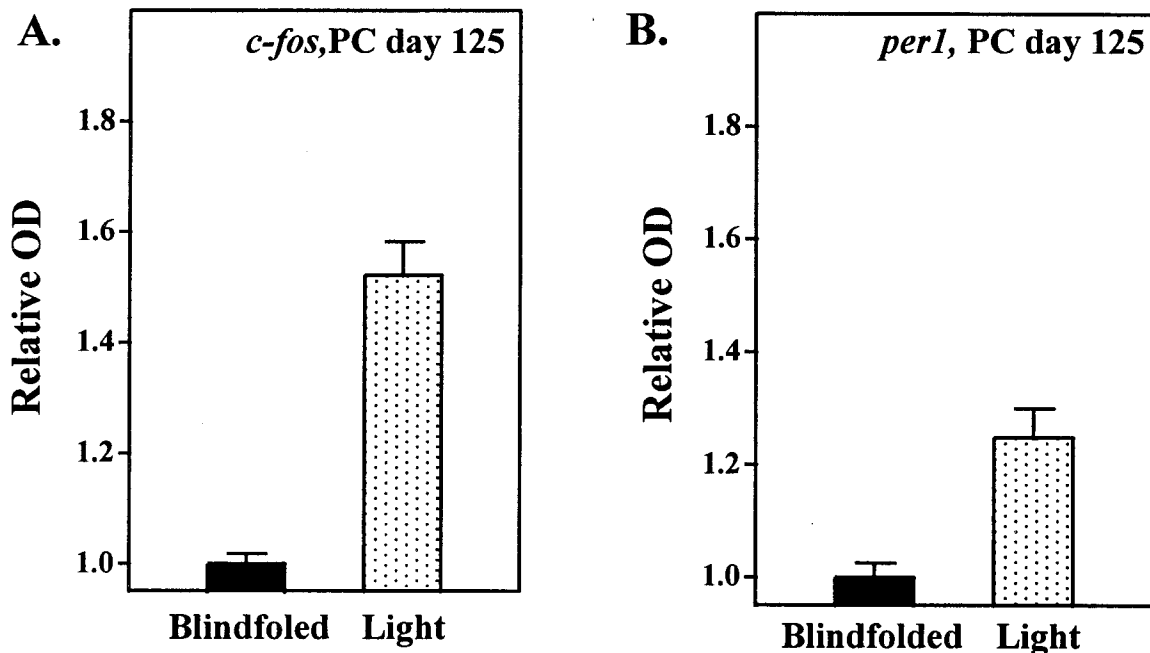 A.
c-fos,PC day 125
Relative OD
1.8
1.6
1.4
1.2
1.0
Blindfoled Light
B.
per1, PC day 125
Relative OD
1.8
1.6
1.4
1.2
1.0
Blindfolded Light